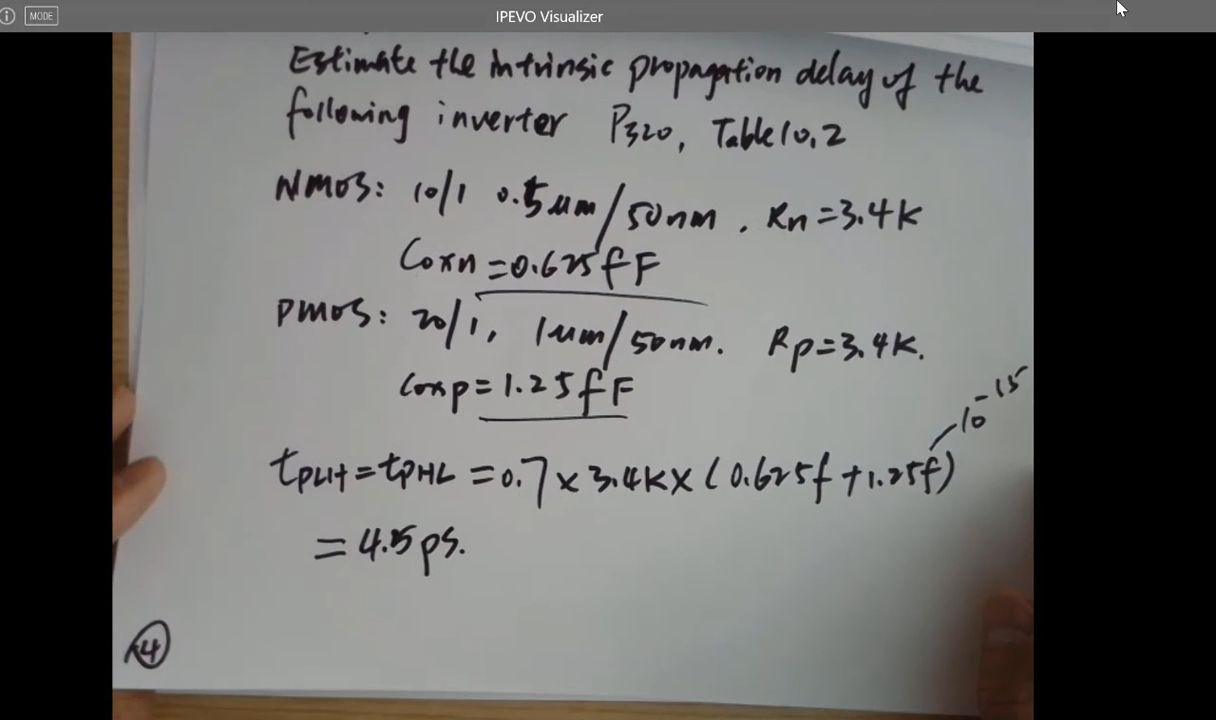 MODE
IPEVO Visualizer
Estimate the intrinsic propagation delay of the
following inverter P320, Table 10.2
NMOS: 10/1 0.5μm/50nm. Rn=3.4K
Coxn=0.625fF
PMOS: 20/1, 1μm/50nm. Rp=3.4K.
Coxp=1.25fF
10-15
tPLH=tPHL=0.7×3.4K×(0.625f+1.25f)
=4.5ps.
4